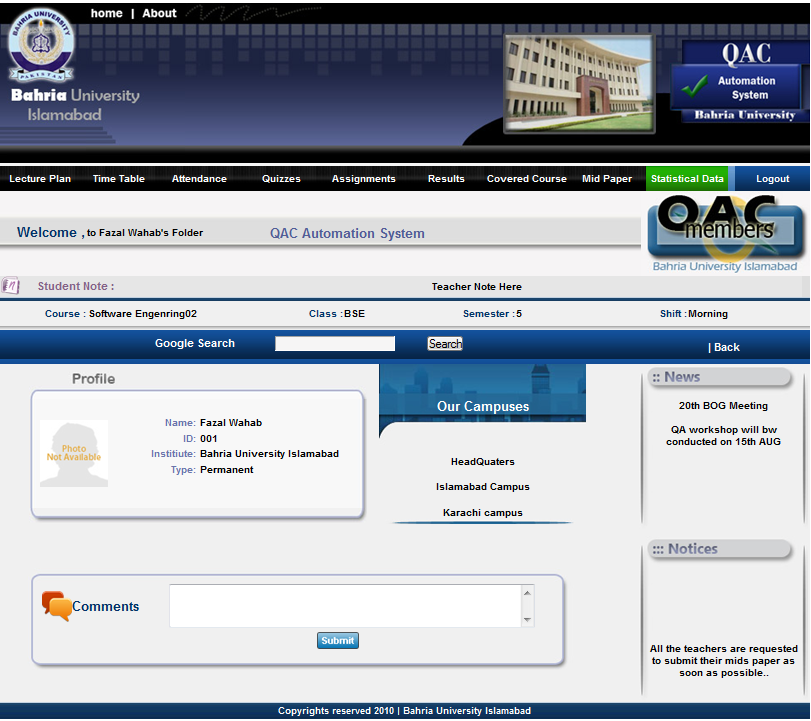 home | About
BAHRIA UNIVERSITY
PAKISTAN
Bahria University
Islamabad
QAC
Automation
System
Bahria University
Lecture Plan Time Table Attendance Quizzes Assignments Results Covered Course Mid Paper Statistical Data Logout
Welcome , to Fazal Wahab's Folder QAC Automation System
QAC
members
Bahria University Islamabad
Student Note : Teacher Note Here
Course : Software Engenring02 Class :BSE Semester :5 Shift :Morning
Google Search Search | Back
Profile
Photo
Not Available
Name: Fazal Wahab
ID: 001
Institiute: Bahria University Islamabad
Type: Permanent
Our Campuses
HeadQuaters
Islamabad Campus
Karachi campus
:: News
20th BOG Meeting
QA workshop will bw
conducted on 15th AUG
::: Notices
All the teachers are requested
to submit their mids paper as
soon as possible..
Comments
Submit
Copyrights reserved 2010 | Bahria University Islamabad